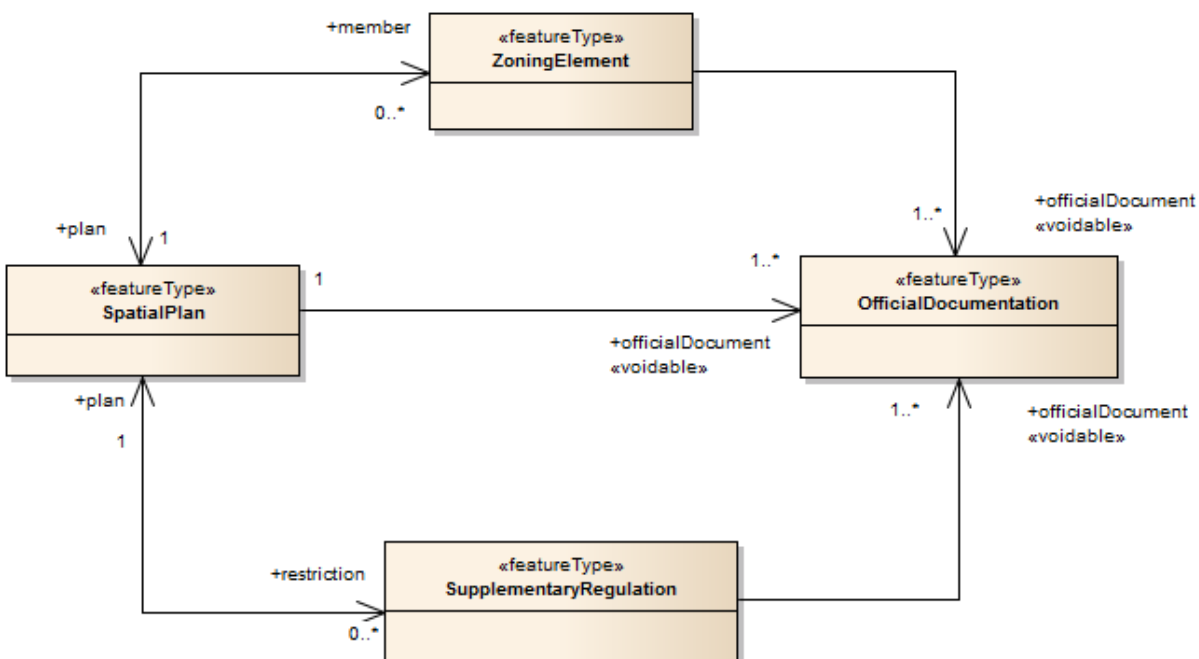 +member
«featureType»
ZoningElement
0..*
+officialDocument
«voidable»
1..*
+plan
1
«featureType»
SpatialPlan
1
1..*
«featureType»
OfficialDocumentation
+officialDocument
«voidable»
+plan
1
1..*
+officialDocument
«voidable»
+restriction
0..*
«featureType»
SupplementaryRegulation